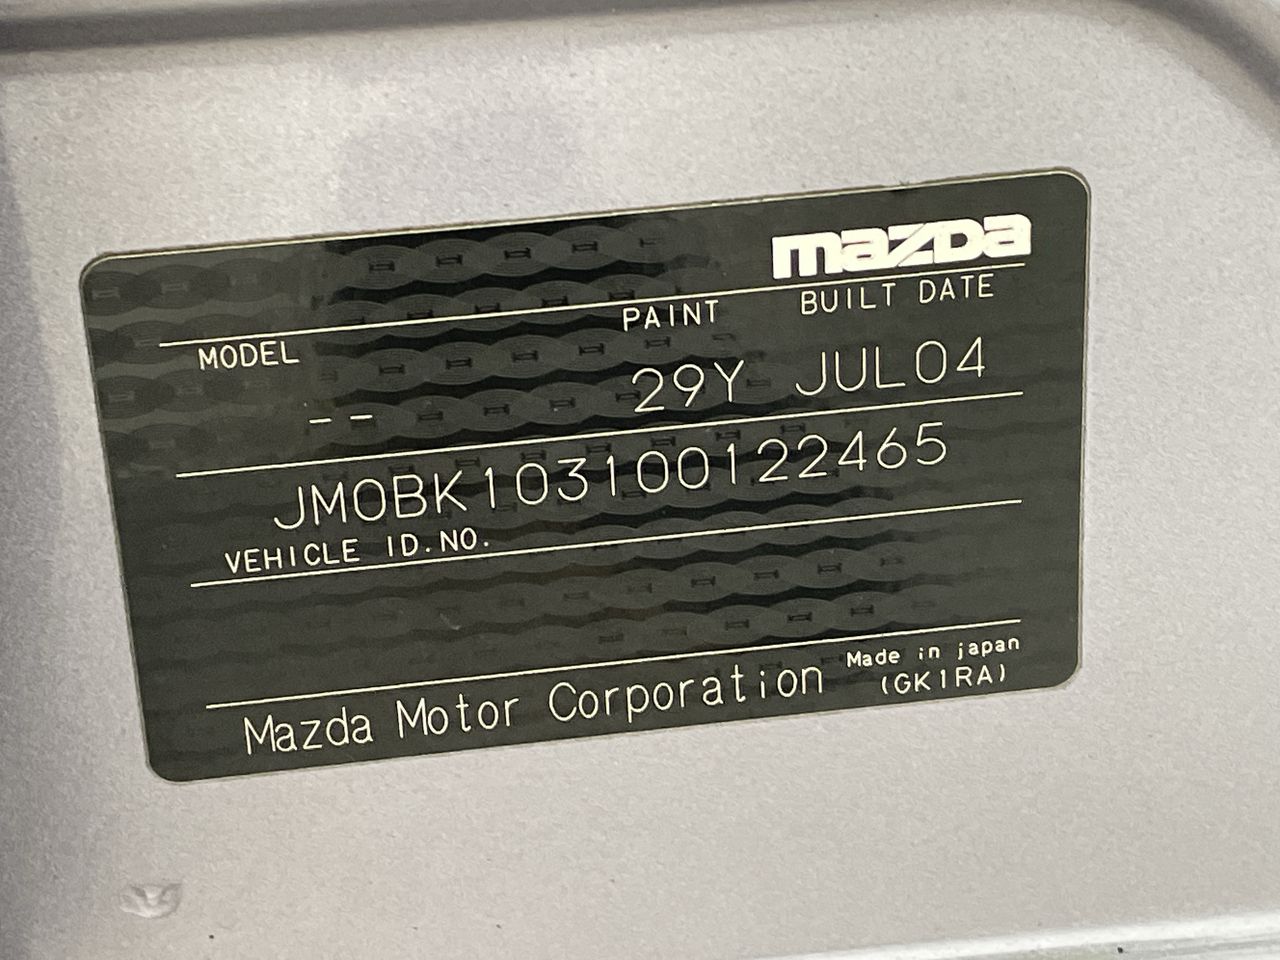 mazda
MODEL PAINT BUILT DATE
-- 29Y JUL04
JM0BK103100122465
VEHICLE ID.NO.
Mazda Motor Corporation Made in japan
(GK1RA)